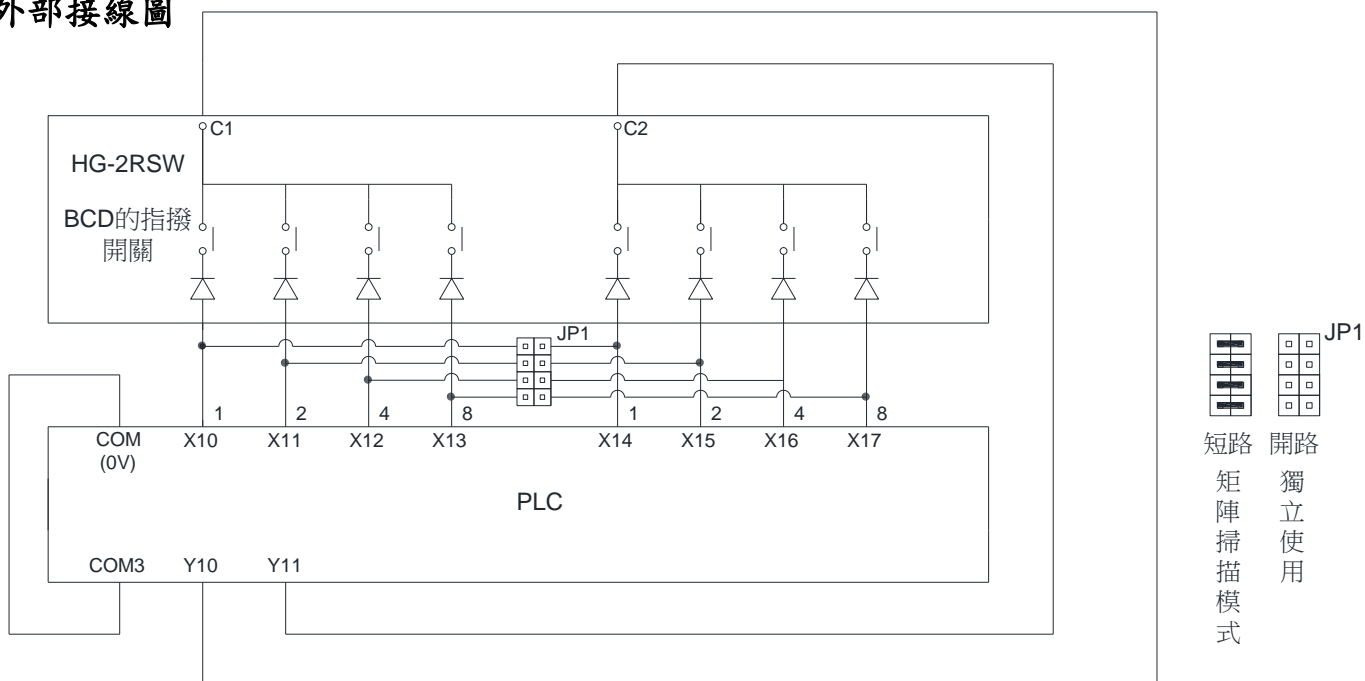 外部接線圖
C1
C2
HG-2RSW
BCD的指撥
開關
JP1
JP1
1 2 4 8 1 2 4 8
COM X10 X11 X12 X13 X14 X15 X16 X17
(0V)
PLC
COM3 Y10 Y11
短路 開路
矩陣掃描模式
獨立使用